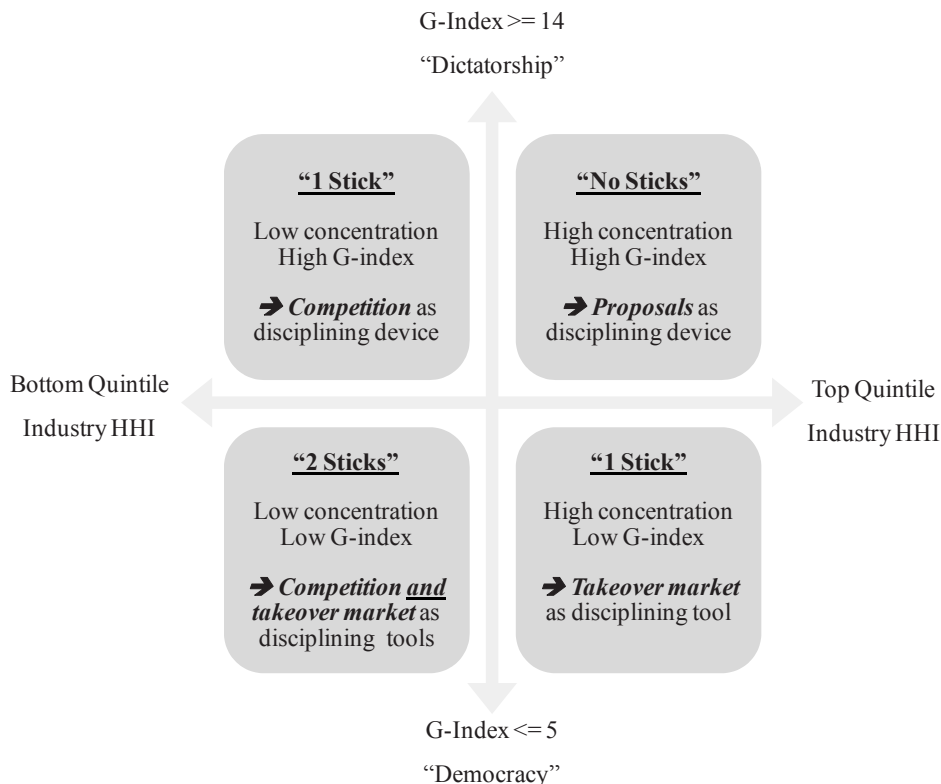 G-Index >= 14
“Dictatorship”
“1 Stick”
Low concentration
High G-index
➔ Competition as
disciplining device
“No Sticks”
High concentration
High G-index
➔ Proposals as
disciplining device
Bottom Quintile
Industry HHI
Top Quintile
Industry HHI
“2 Sticks”
Low concentration
Low G-index
➔ Competition and
takeover market as
disciplining tools
“1 Stick”
High concentration
Low G-index
➔ Takeover market
as disciplining tool
G-Index <= 5
“Democracy”